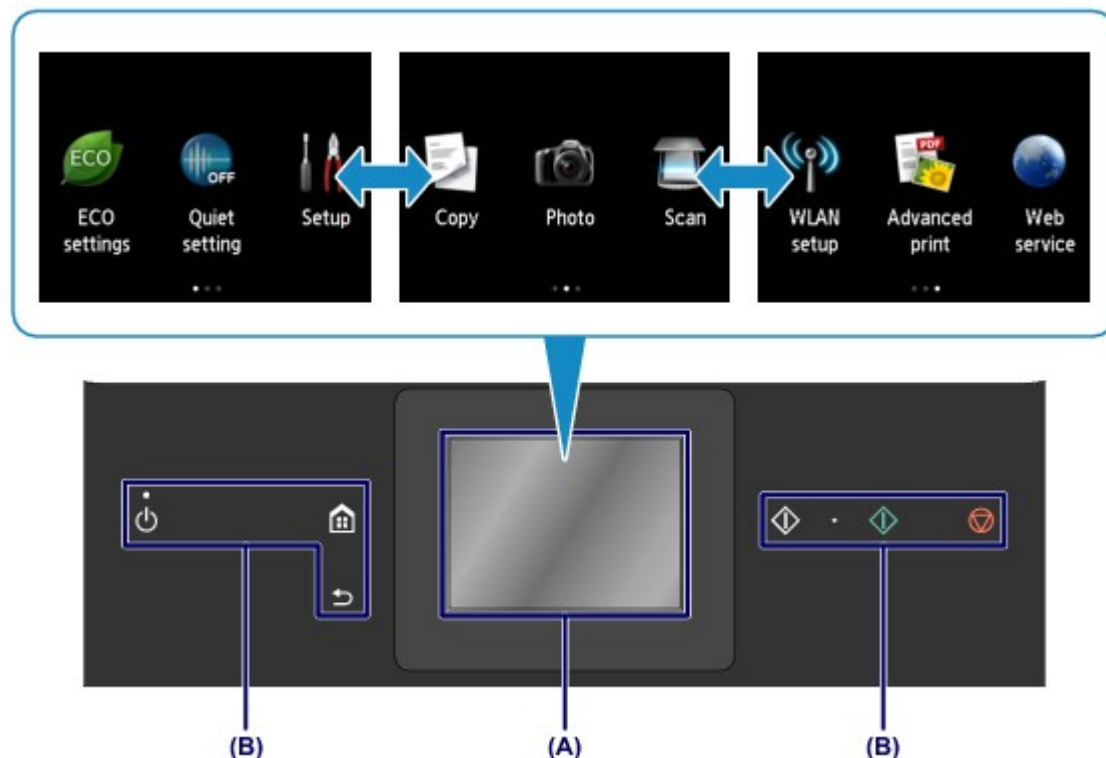 ECO
OFF
PDF
ECO
settings
Quiet
setting
Setup
Copy
Photo
Scan
WLAN
setup
Advanced
print
Web
service
(B)
(A)
(B)